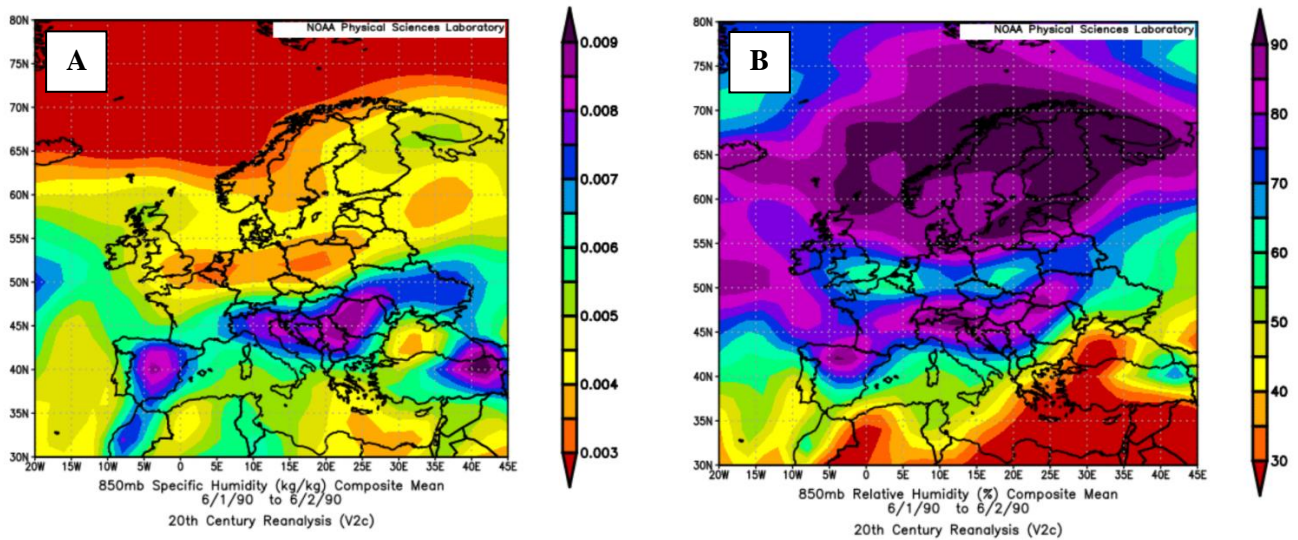 A
NOAA Physical Sciences Laboratory
80N
75N
70N
65N
60N
55N
50N
45N
40N
35N
30N
20W 15W 10W 5W 0 5E 10E 15E 20E 25E 30E 35E 40E 45E
0.009
0.008
0.007
0.006
0.005
0.004
0.003
850mb Specific Humidity (kg/kg) Composite Mean
6/1/90 to 6/2/90
20th Century Reanalysis (V2c)
B
NOAA Physical Sciences Laboratory
80N
75N
70N
65N
60N
55N
50N
45N
40N
35N
30N
20W 15W 10W 5W 0 5E 10E 15E 20E 25E 30E 35E 40E 45E
90
80
70
60
50
40
30
850mb Relative Humidity (%) Composite Mean
6/1/90 to 6/2/90
20th Century Reanalysis (V2c)